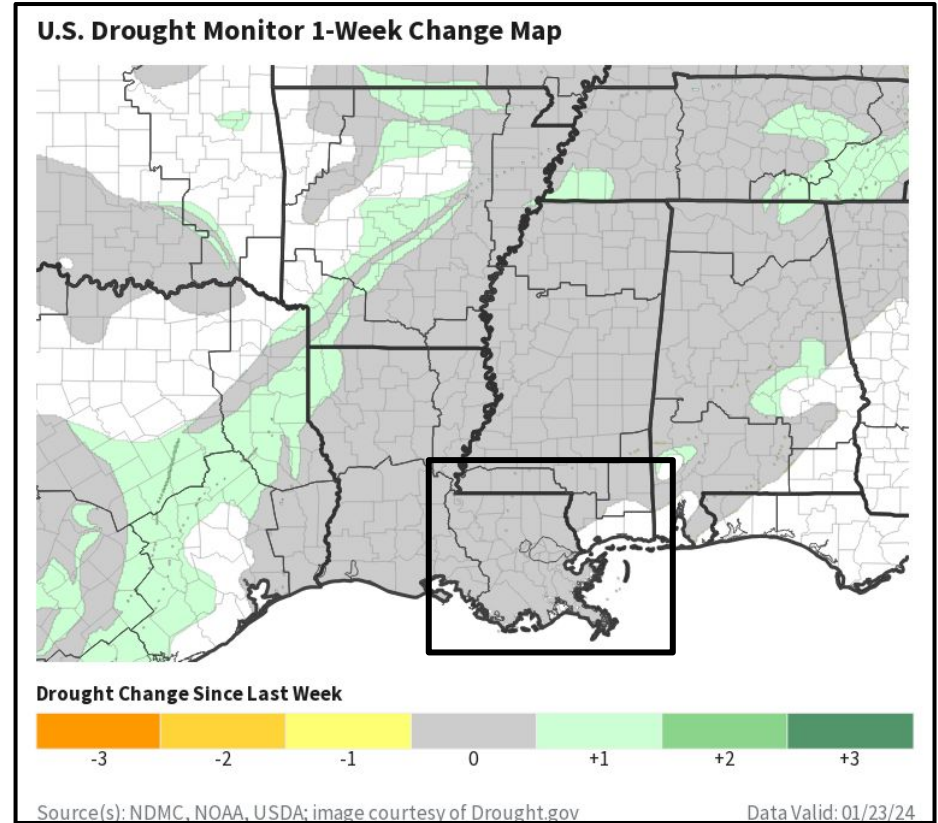 U.S. Drought Monitor 1-Week Change Map
Drought Change Since Last Week
-3 -2 -1 0 +1 +2 +3
Source(s): NDMC, NOAA, USDA; image courtesy of Drought.gov Data Valid: 01/23/24